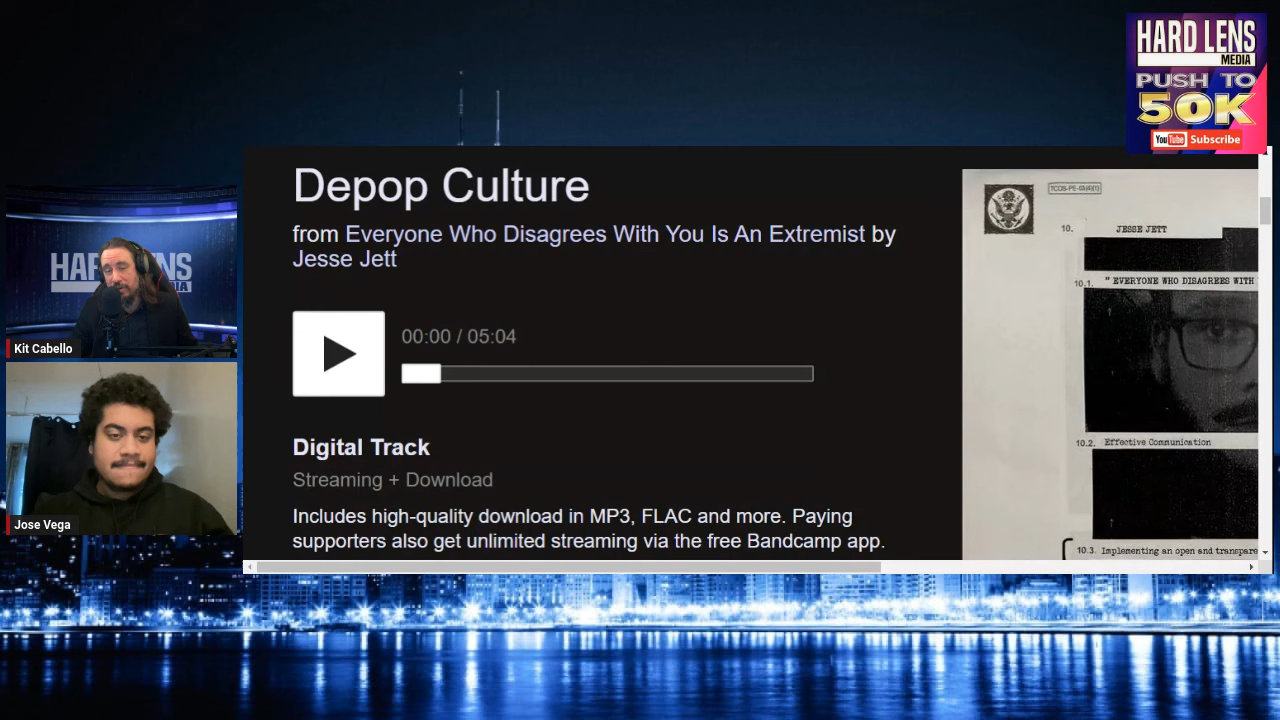 HARD LENS
MEDIA
PUSH TO
50K
YouTube Subscribe
Depop Culture
from Everyone Who Disagrees With You Is An Extremist by
Jesse Jett
00:00 / 05:04
Digital Track
Streaming + Download
Includes high-quality download in MP3, FLAC and more. Paying
supporters also get unlimited streaming via the free Bandcamp app.
10. JESSE JETT
10.1. "EVERYONE WHO DISAGREES WITH
10.2. Effective Communication
10.3. Implementing an open and transpare
Kit Cabello
Jose Vega